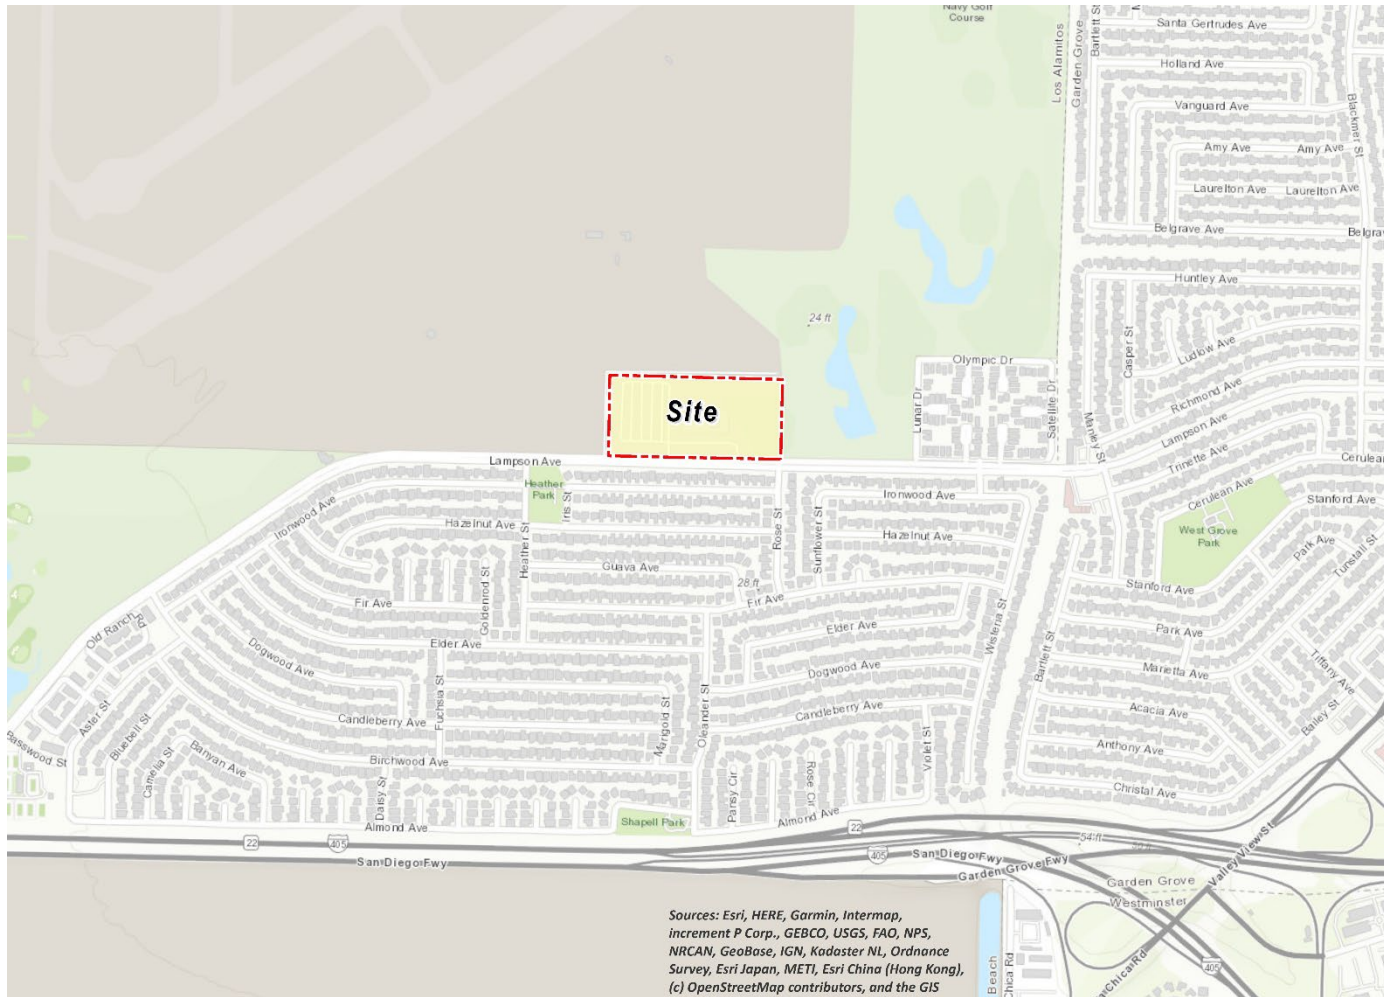 Navy Golf
Course
Santa Gertrudes Ave
Bartlett St
Los Alamitos
Garden Grove
Holland Ave
Vanguard Ave
Blackmer St
Amy Ave
Amy Ave
Laurelton Ave
Laurelton Ave
Belgrave Ave
Huntley Ave
24 ft
Casper St
Ludlow Ave
Olympic Dr
Richmond Ave
Site
Lunar Dr
Satellite Dr
Manley St
Lampson Ave
Trinette Ave
Lampson Ave
Cerulean Ave
Stanford Ave
Heather
Park
Iris St
Ironwood Ave
Ironwood Ave
Hazelnut Ave
Heather St
Rose St
Sunflower St
Hazelnut Ave
West Grove
Park
Park Ave
Tunstall St
Guava Ave
28 ft
Goldenrod St
Fir Ave
Fir Ave
Stanford Ave
Old Ranch
Rd
Elder Ave
Elder Ave
Wisteria St
Bartlett St
Park Ave
4
Dogwood Ave
Dogwood Ave
Marietta Ave
Tiffany Ave
Aster St
Bluebell St
Fuchsia St
Candleberry Ave
Marigold St
Oleander St
Candleberry Ave
Acacia Ave
Bailey St
Basswood St
Camelia St
Banyan Ave
Birchwood Ave
Violet St
Anthony Ave
Daisy St
Pansy Cir
Rose Cir
Christal Ave
Almond Ave
Shapell Park
Almond Ave
22
405
San Diego Fwy
22
405
San Diego Fwy
Garden Grove Fwy
54 ft
Valley View St
Garden Grove
Westminster
405
Beach
Chica Rd
Chica Rd
Sources: Esri, HERE, Garmin, Intermap,
increment P Corp., GEBCO, USGS, FAO, NPS,
NRCAN, GeoBase, IGN, Kadaster NL, Ordnance
Survey, Esri Japan, METI, Esri China (Hong Kong),
(c) OpenStreetMap contributors, and the GIS